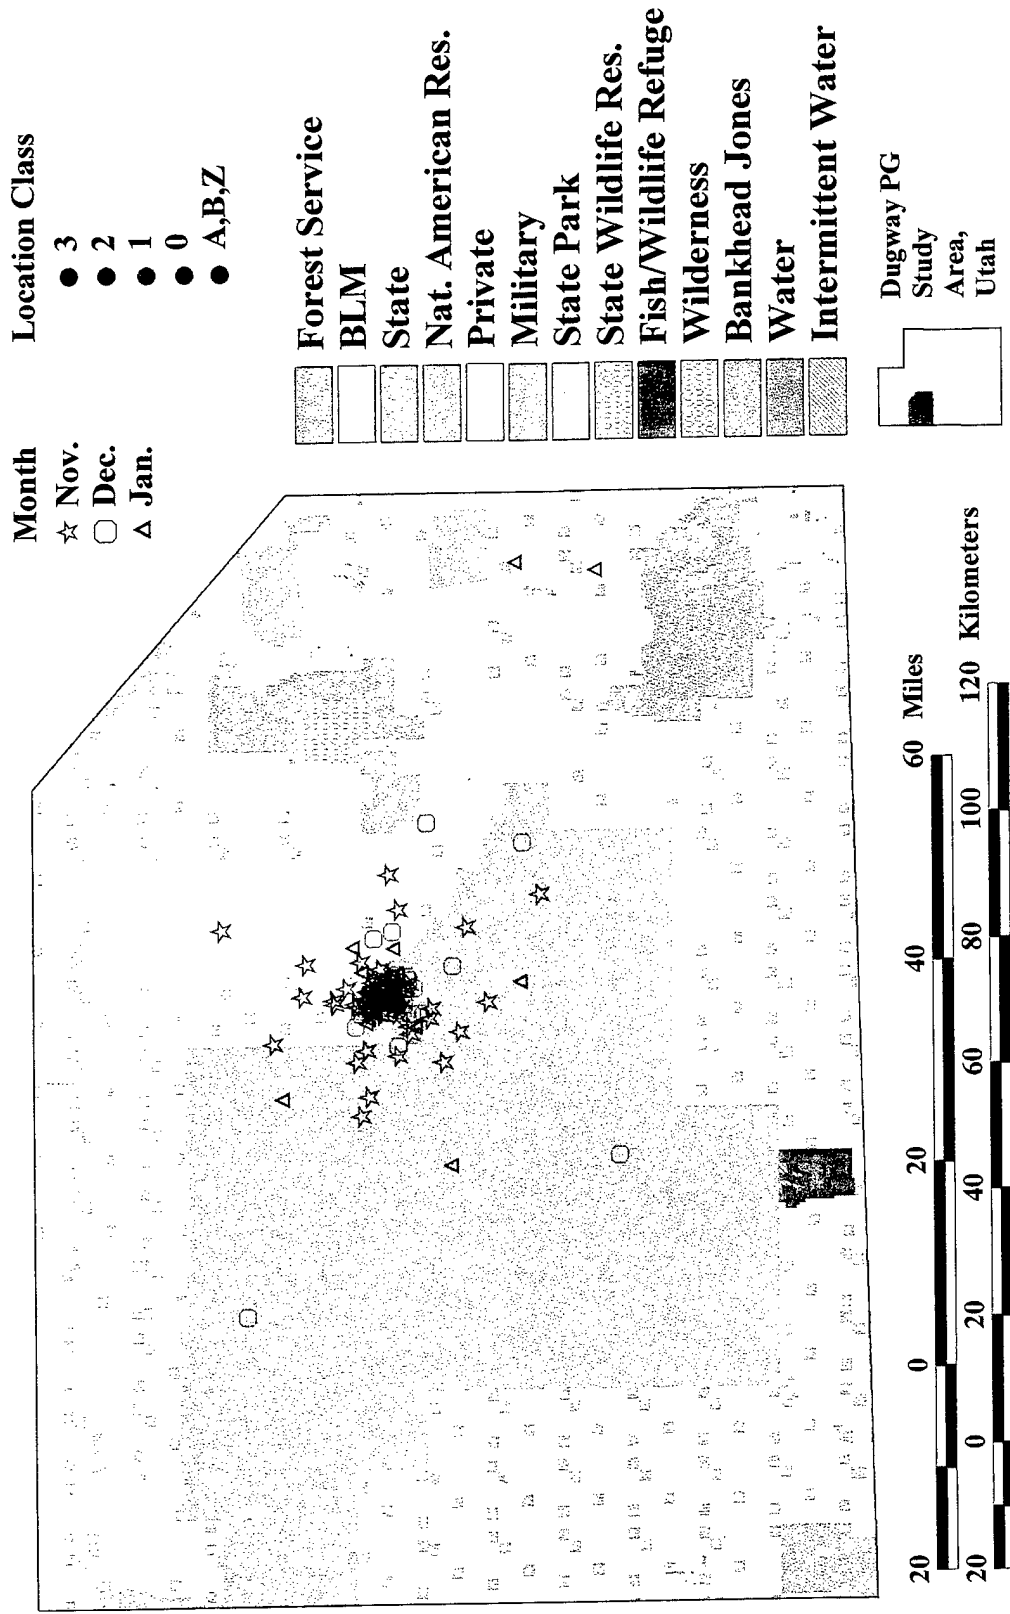 Month
Nov.
Dec.
Jan.
Location Class
3
2
1
0
A,B,Z
Forest Service
BLM
State
Nat. American Res.
Private
Military
State Park
State Wildlife Res.
Fish/Wildlife Refuge
Wilderness
Bankhead Jones
Water
Intermittent Water
Dugway PG
Study
Area,
Utah
20 0 20 40 60 Miles
20 0 20 40 60 80 100 120 Kilometers